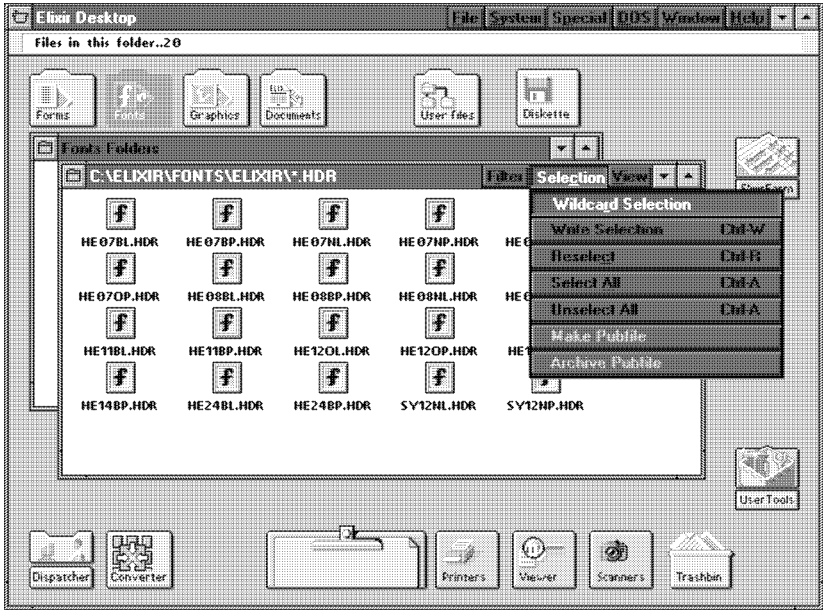 Elixir Desktop File System Special DOS Window Help
Files in this folder..20
Forms Fonts Graphics Documents User files Diskette
Fonts Folders
C:\ELIXIR\FONTS\ELIXIR\*.HDR Filter Selection View
Wildcard Selection
Write Selection Ctrl-W
Reselect Ctrl-R
Select All Ctrl-A
Unselect All Ctrl-A
Make Pubfile
Archive Pubfile
HE07BL.HDR HE07BP.HDR HE07NL.HDR HE07NP.HDR
HE07OP.HDR HE08BL.HDR HE08BP.HDR HE08NL.HDR
HE11BL.HDR HE11BP.HDR HE12OL.HDR HE12OP.HDR
HE14BP.HDR HE24BL.HDR HE24BP.HDR SY12NL.HDR SY12NP.HDR
User Tools
Dispatcher Converter Printers Viewer Scanners Trashbin